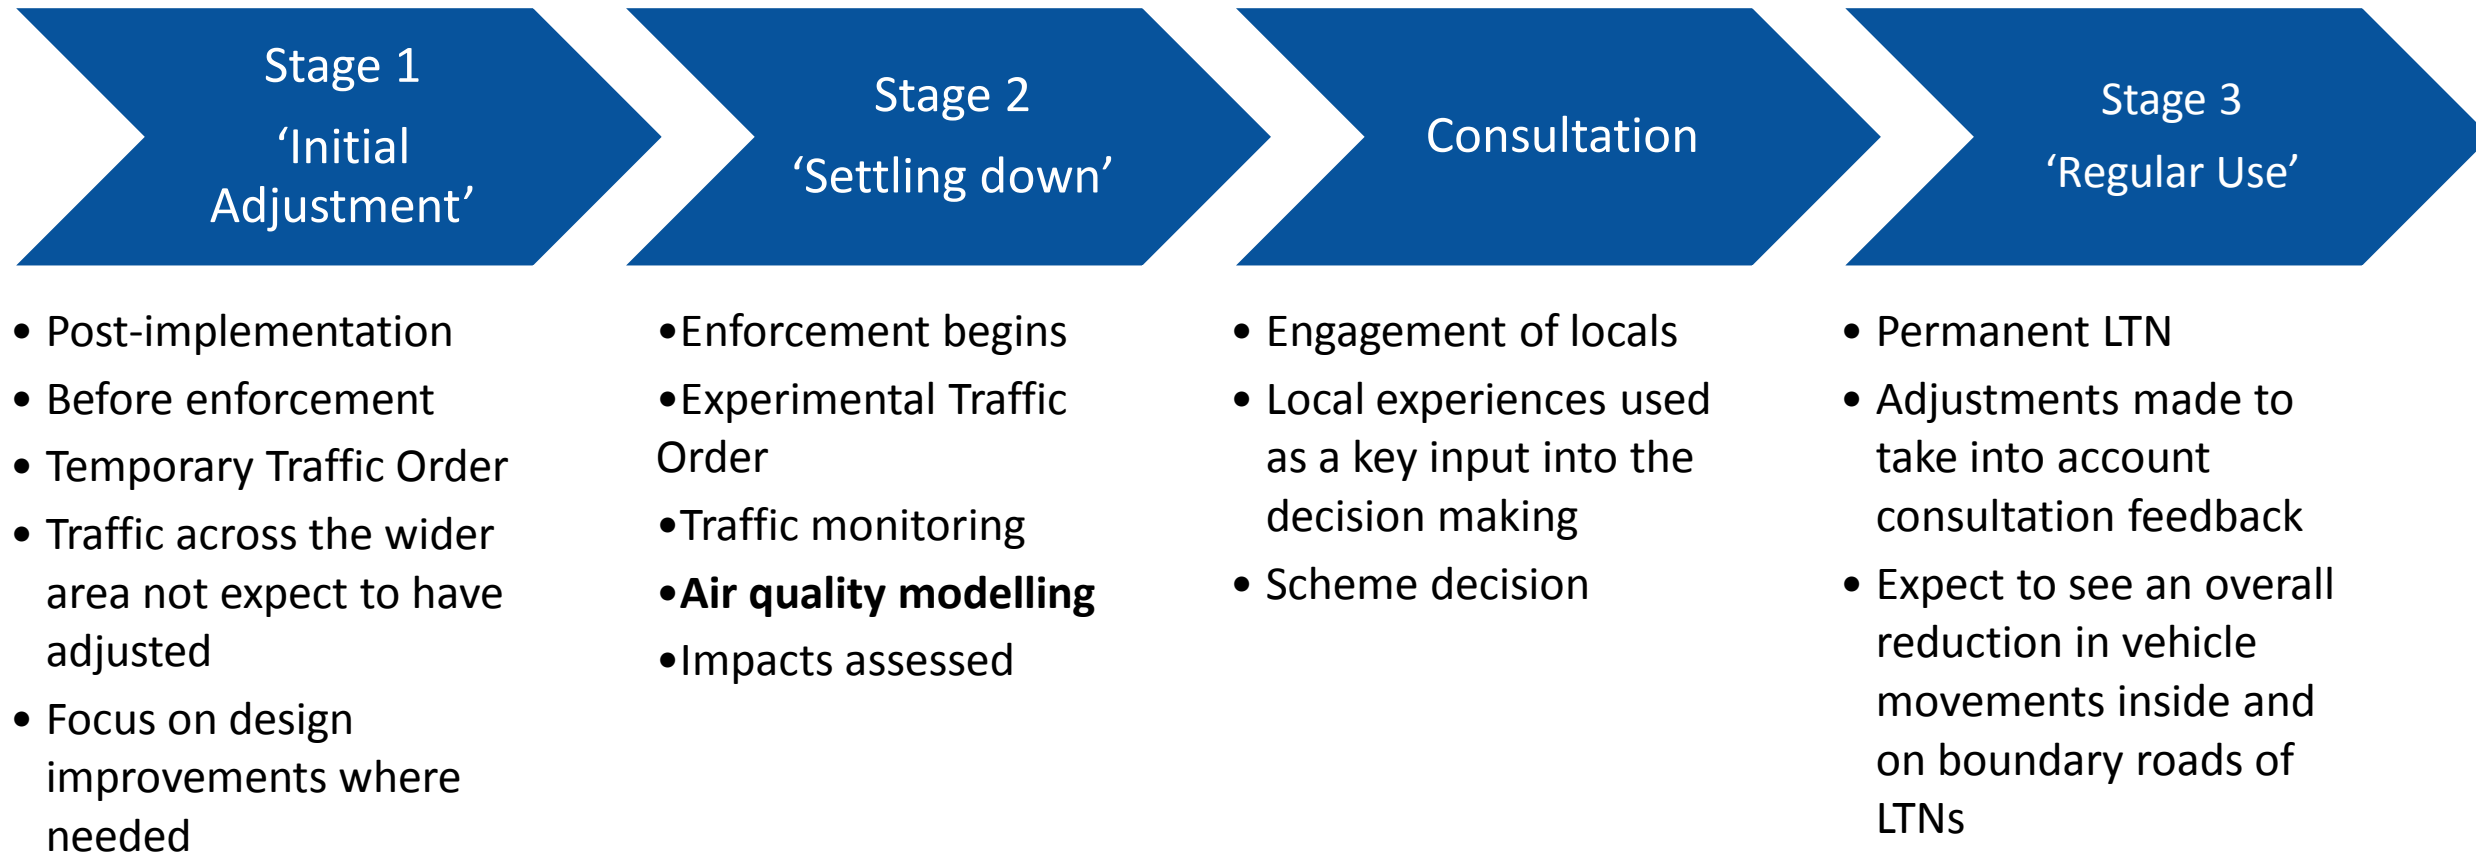 Stage 1
‘Initial
Adjustment’
• Post-implementation
• Before enforcement
• Temporary Traffic Order
• Traffic across the wider
area not expect to have
adjusted
• Focus on design
improvements where
needed
Stage 2
‘Settling down’
•Enforcement begins
•Experimental Traffic
Order
•Traffic monitoring
•Air quality modelling
•Impacts assessed
Consultation
• Engagement of locals
• Local experiences used
as a key input into the
decision making
• Scheme decision
Stage 3
‘Regular Use’
• Permanent LTN
• Adjustments made to
take into account
consultation feedback
• Expect to see an overall
reduction in vehicle
movements inside and
on boundary roads of
LTNs